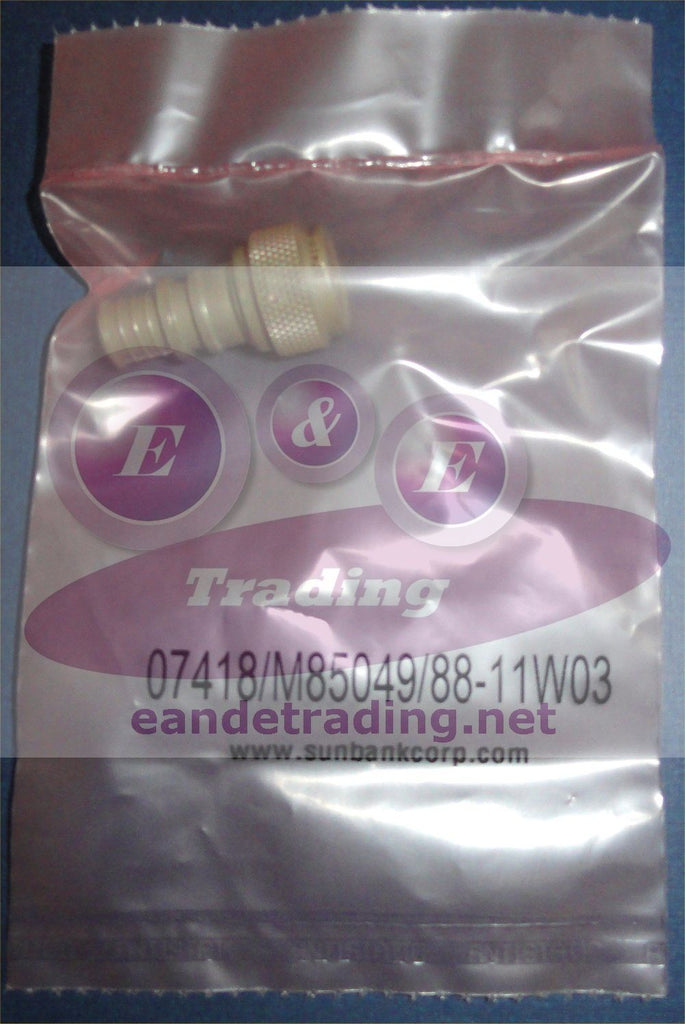 E & E
Trading
07418/M85049/88-11W03
eandetrading.net
www.sunbankcorp.com